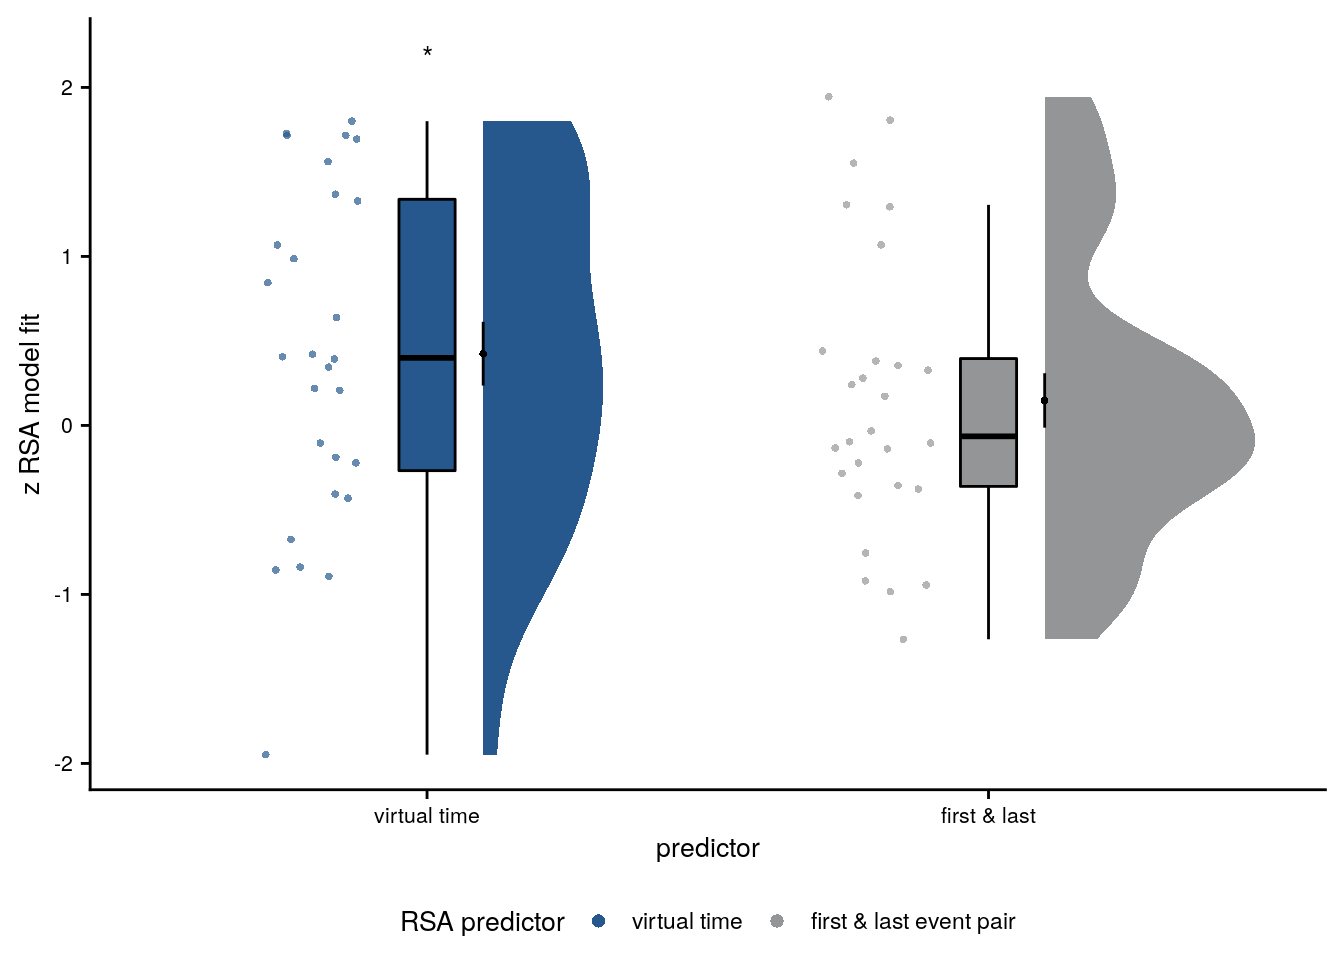 *
2
1
0
-1
-2
z RSA model fit
virtual time
first & last
predictor
RSA predictor virtual time first & last event pair